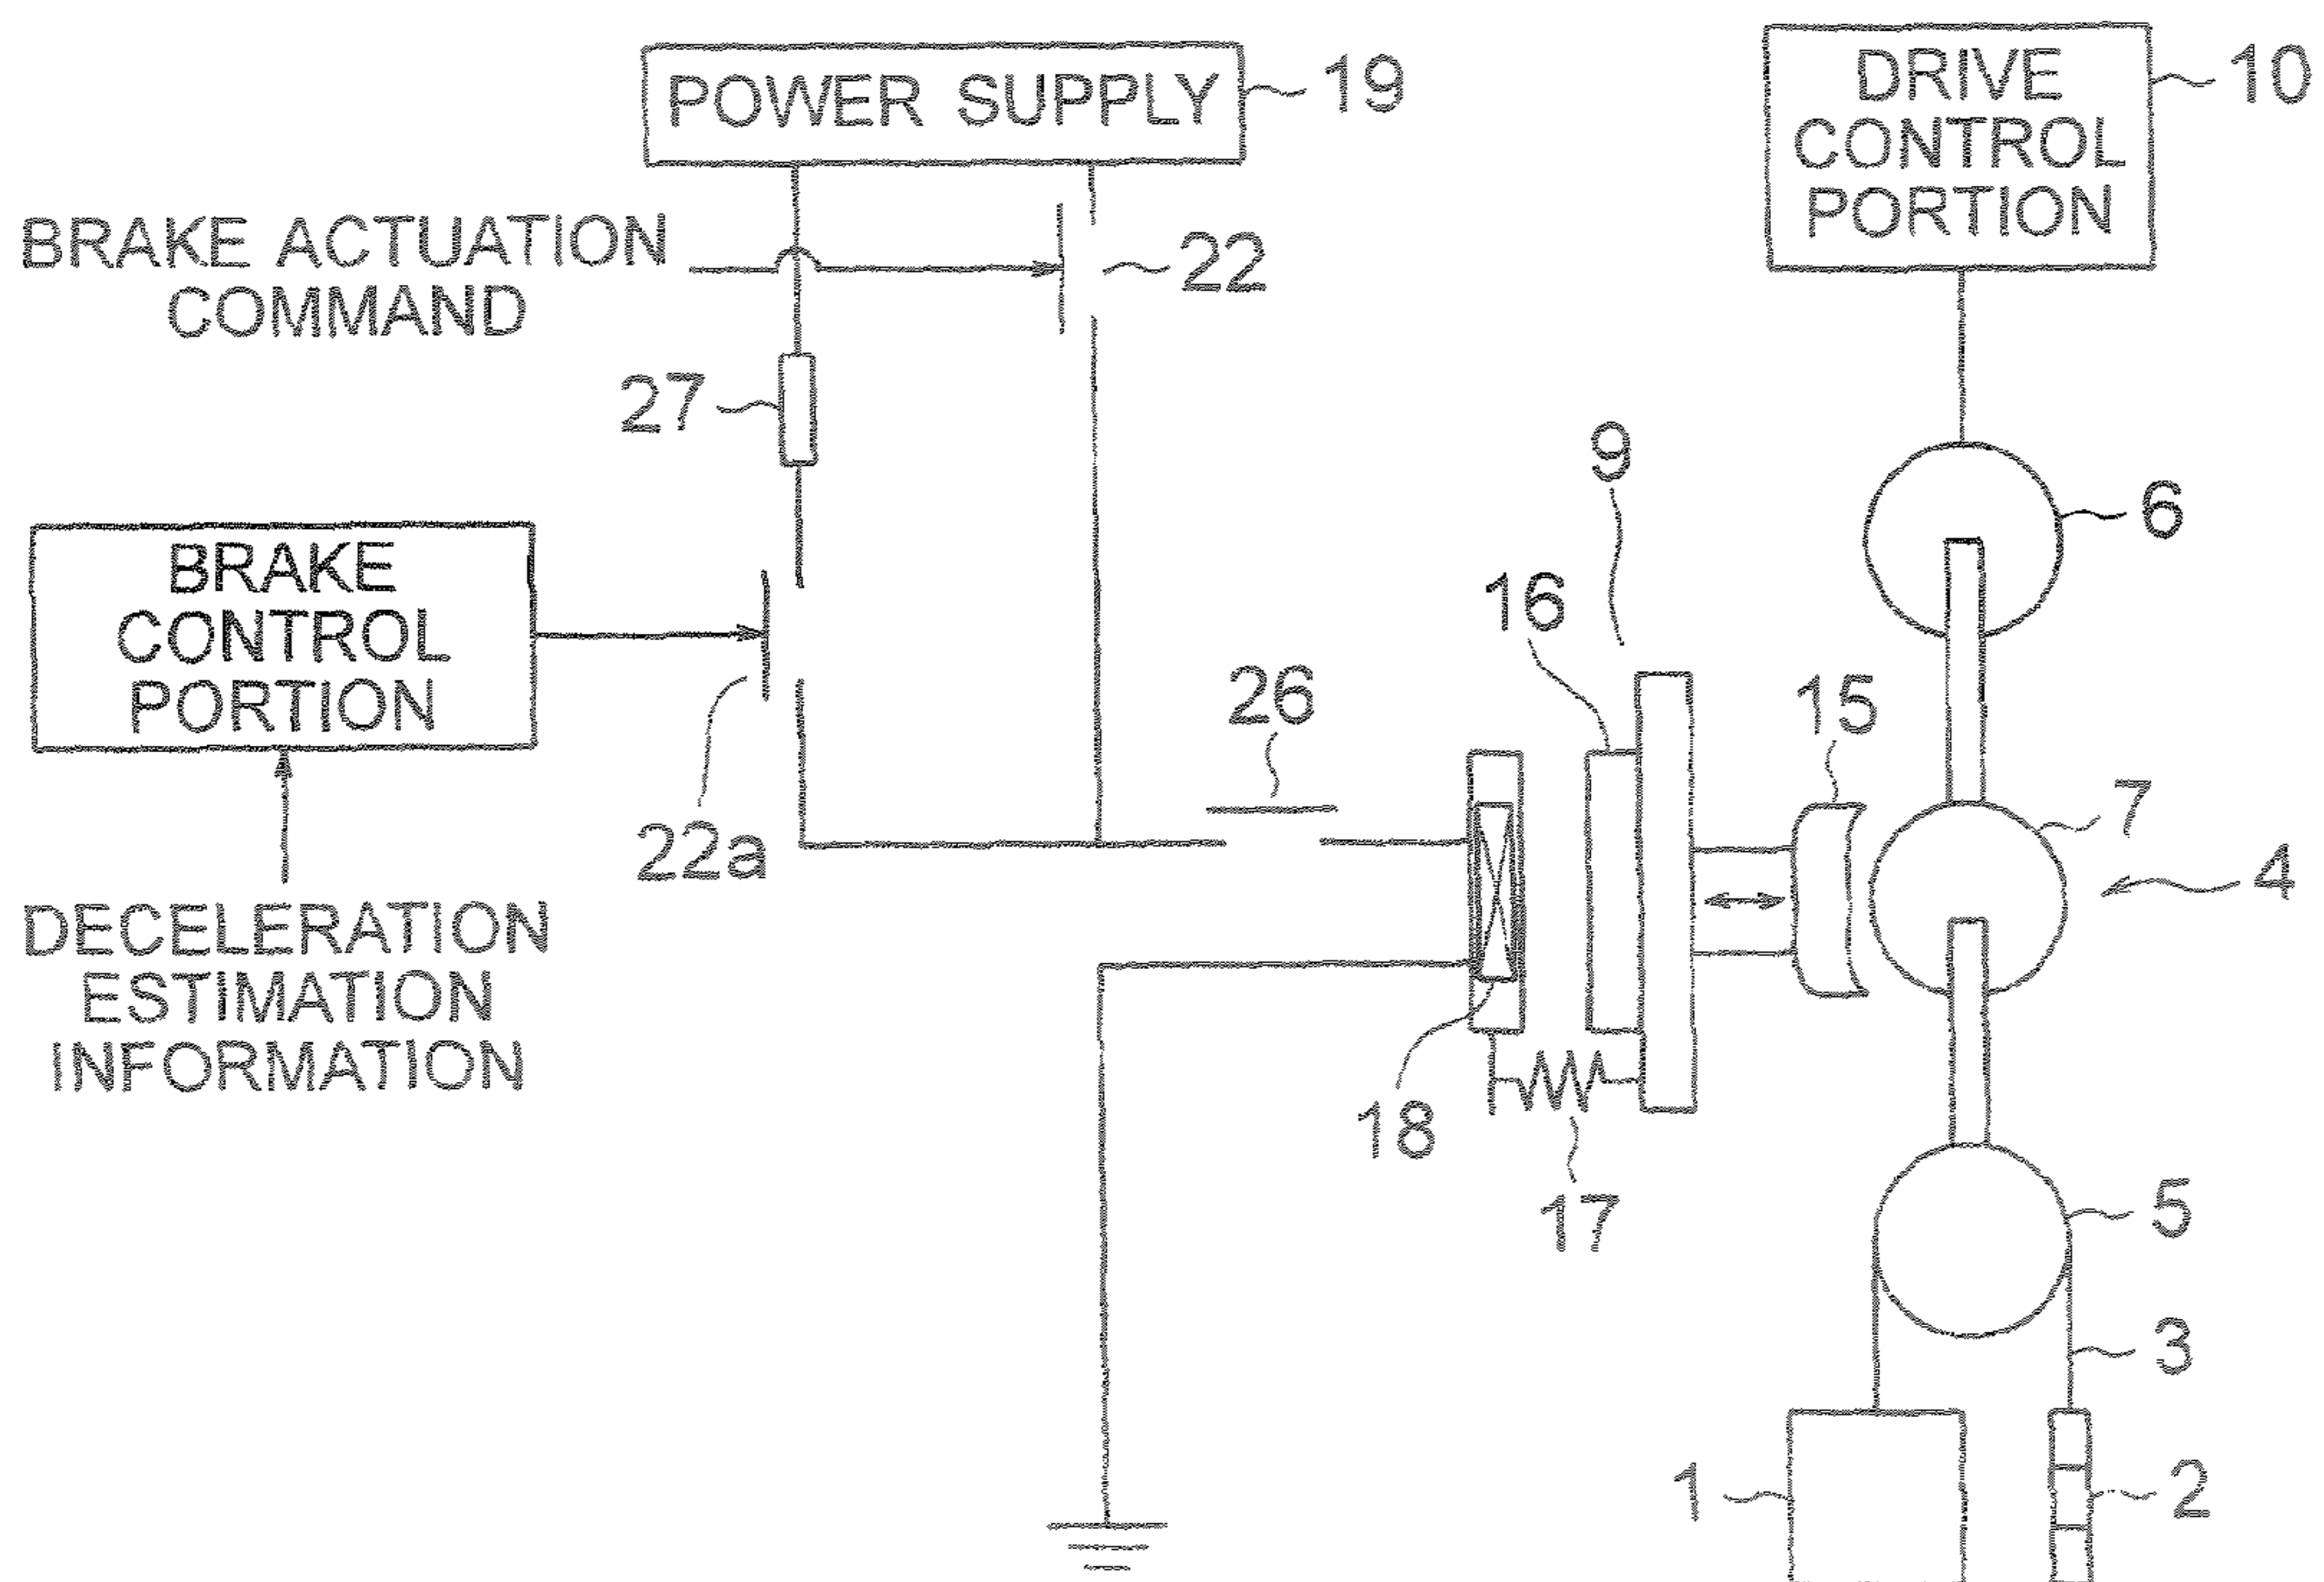 POWER SUPPLY
19
DRIVE
CONTROL
PORTION
10
BRAKE ACTUATION
COMMAND
22
27
9
6
BRAKE
CONTROL
PORTION
16
26
15
7
22a
4
DECELERATION
ESTIMATION
INFORMATION
18
17
5
3
1
2